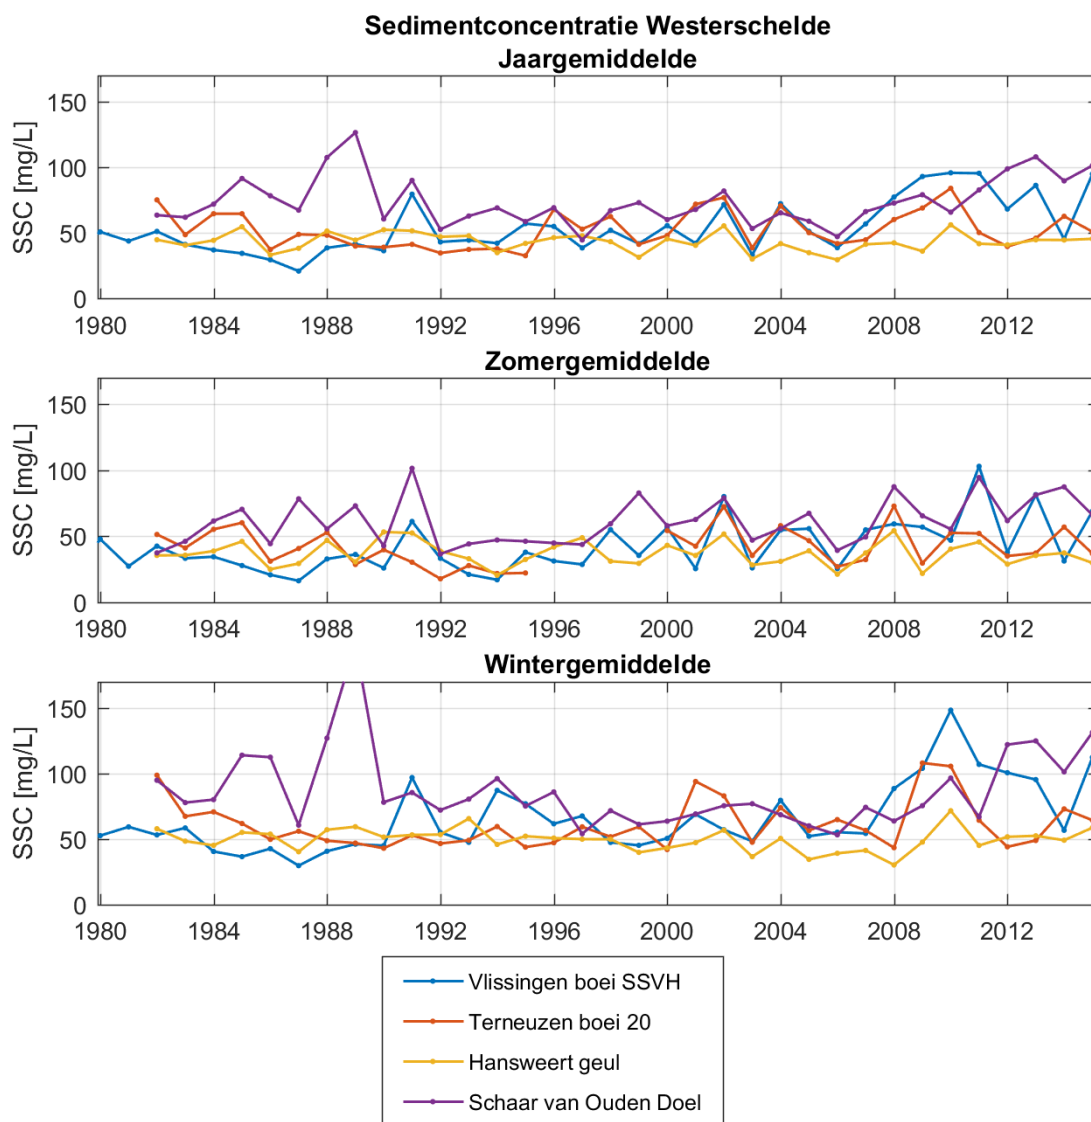 Sedimentconcentratie Westerschelde
Jaargemiddelde
SSC [mg/L]
150
100
50
0
1980 1984 1988 1992 1996 2000 2004 2008 2012
Zomergemiddelde
SSC [mg/L]
150
100
50
0
1980 1984 1988 1992 1996 2000 2004 2008 2012
Wintergemiddelde
SSC [mg/L]
150
100
50
0
1980 1984 1988 1992 1996 2000 2004 2008 2012
Vlissingen boei SSVH
Terneuzen boei 20
Hansweert geul
Schaar van Ouden Doel